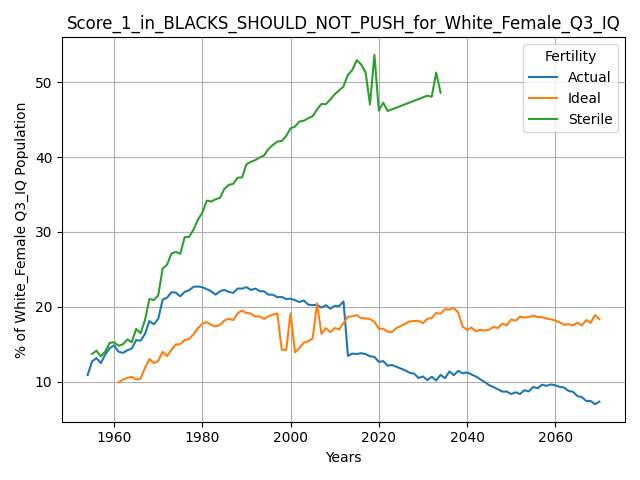 Score_1_in_BLACKS_SHOULD_NOT_PUSH_for_White_Female_Q3_IQ
Fertility
Actual
Ideal
Sterile
% of White_Female Q3_IQ Population
50
40
30
20
10
1960 1980 2000 2020 2040 2060
Years